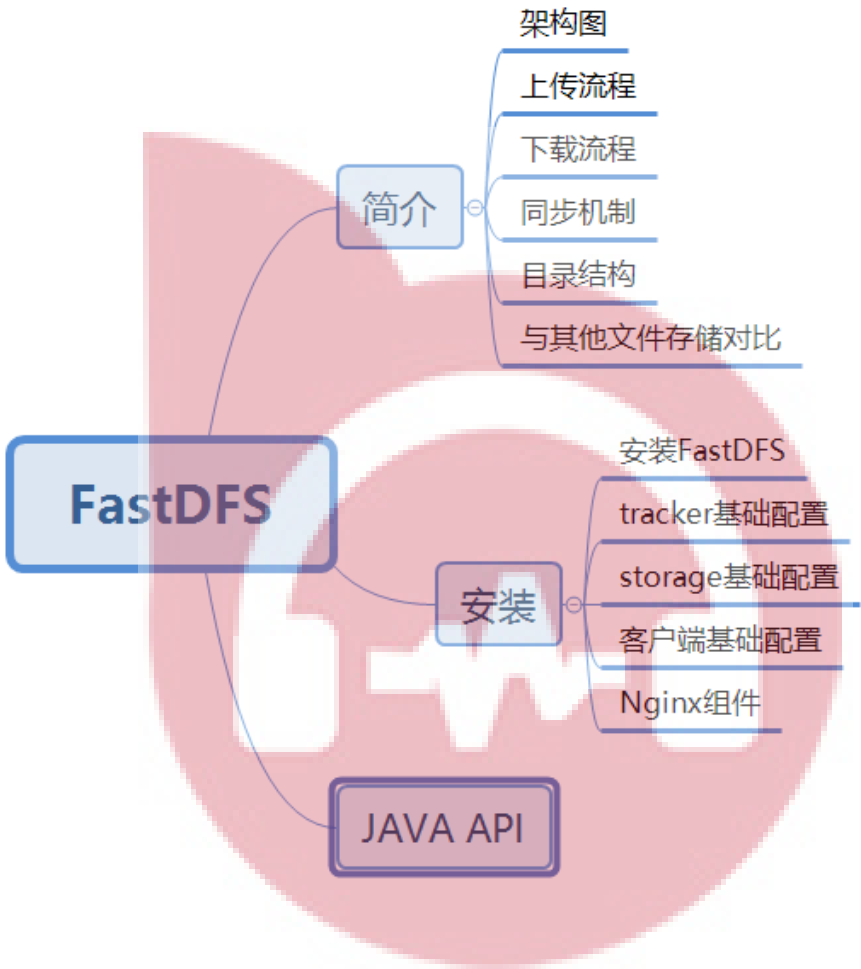 架构图
上传流程
下载流程
简介
同步机制
目录结构
与其他文件存储对比
FastDFS
安装FastDFS
tracker基础配置
storage基础配置
安装
客户端基础配置
Nginx组件
JAVA API